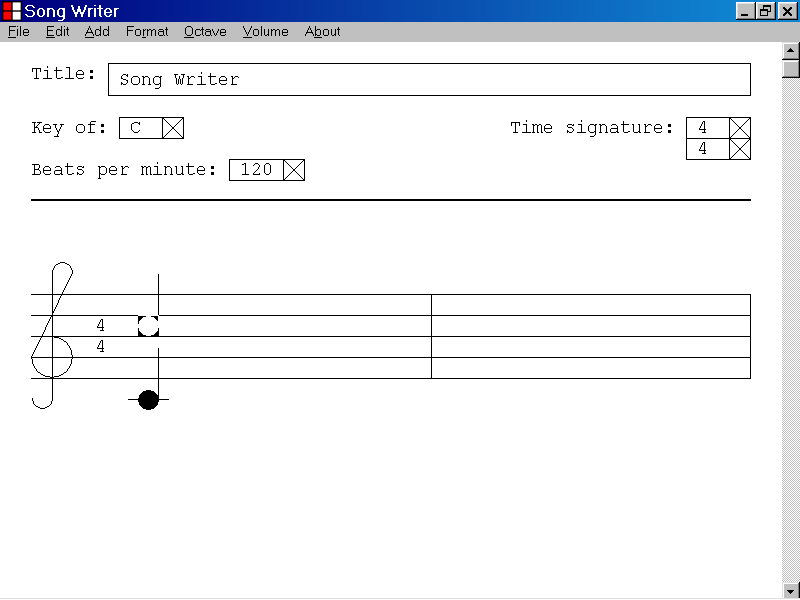 Song Writer
File Edit Add Format Octave Volume About
Title: Song Writer
Key of: C
Time signature: 4
4
Beats per minute: 120
4
4